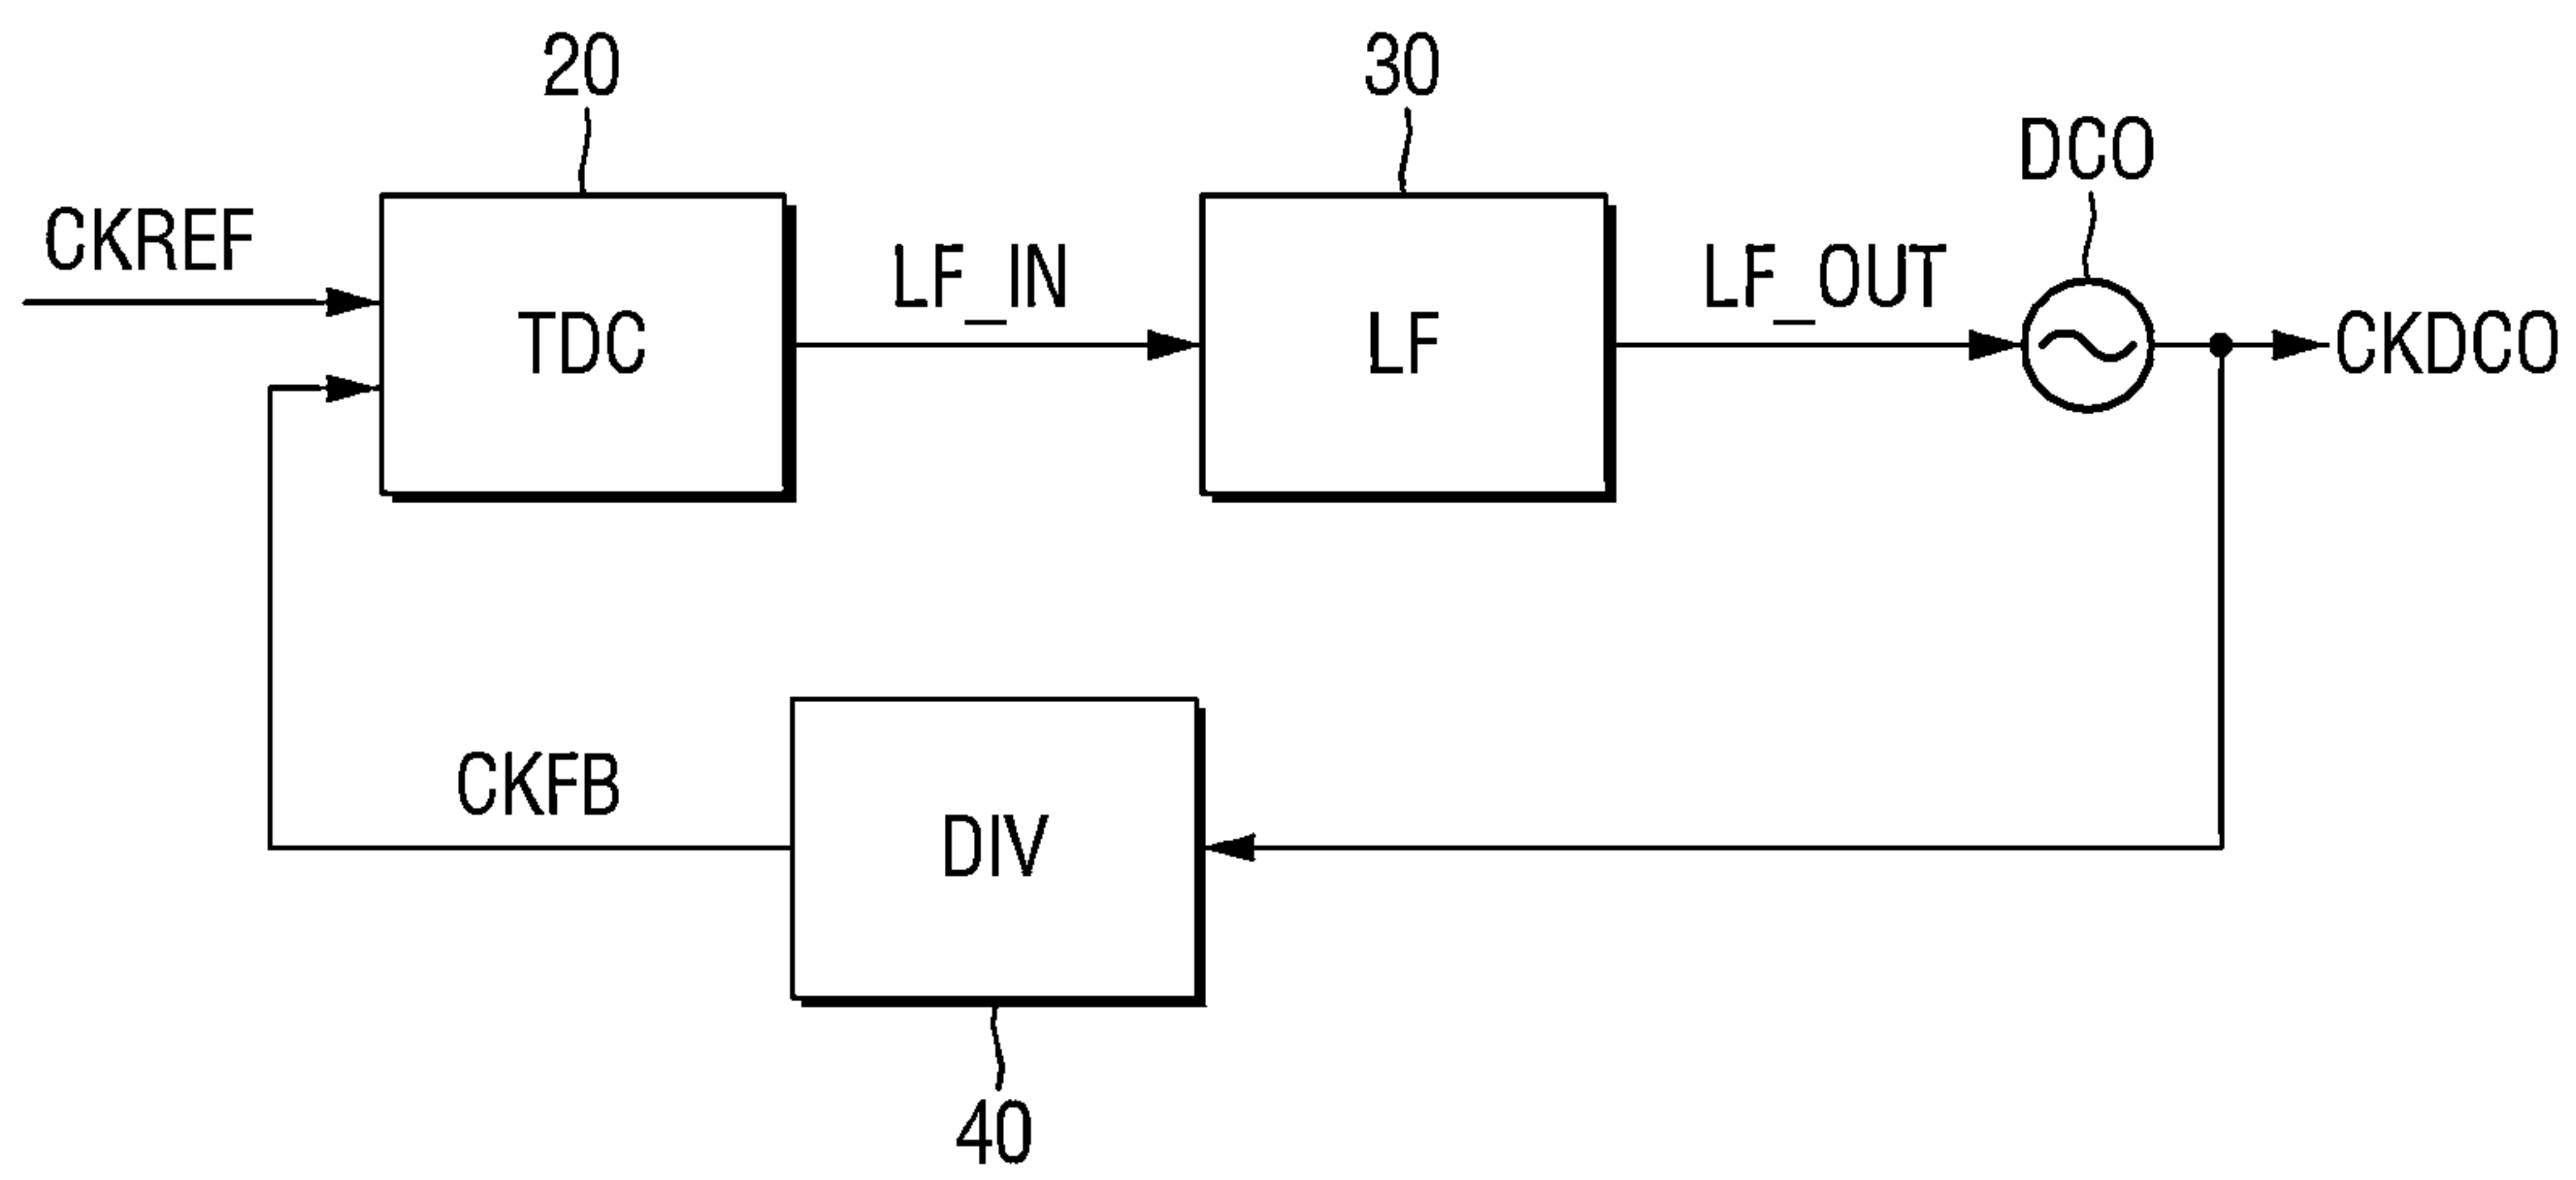 20
30
DCO
CKREF
LF_IN
LF_OUT
TDC
LF
CKDCO
CKFB
DIV
40